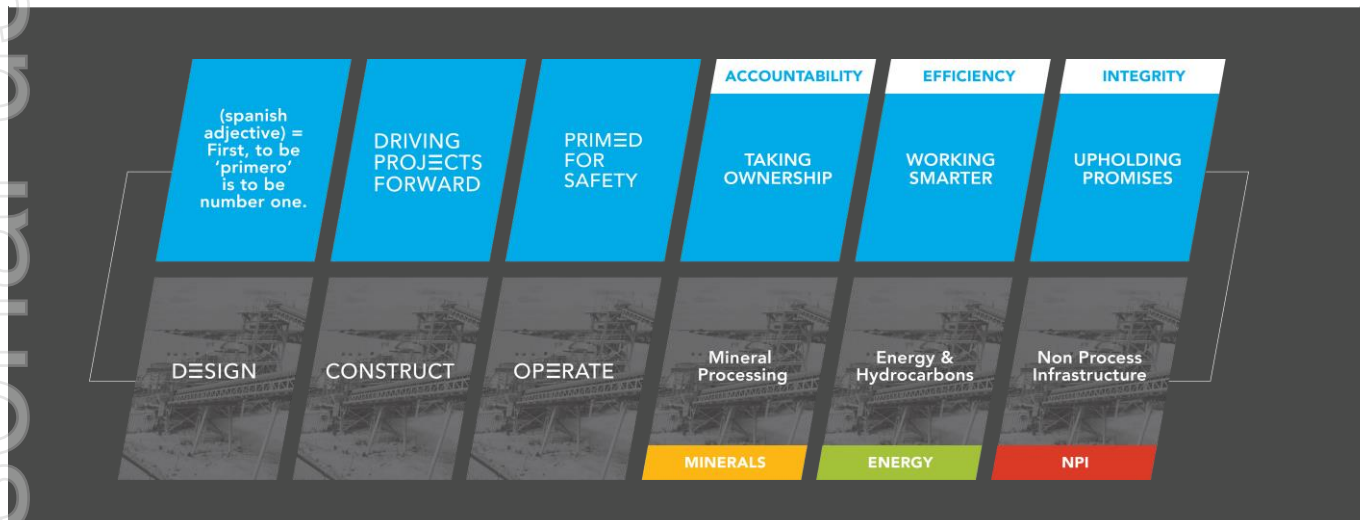 (spanish
adjective) =
First, to be
'primero'
is to be
number one.
DRIVING
PROJECTS
FORWARD
PRIMED
FOR
SAFETY
ACCOUNTABILITY
TAKING
OWNERSHIP
EFFICIENCY
WORKING
SMARTER
INTEGRITY
UPHOLDING
PROMISES
DESIGN
CONSTRUCT
OPERATE
Mineral
Processing
MINERALS
Energy &
Hydrocarbons
ENERGY
Non Process
Infrastructure
NPI